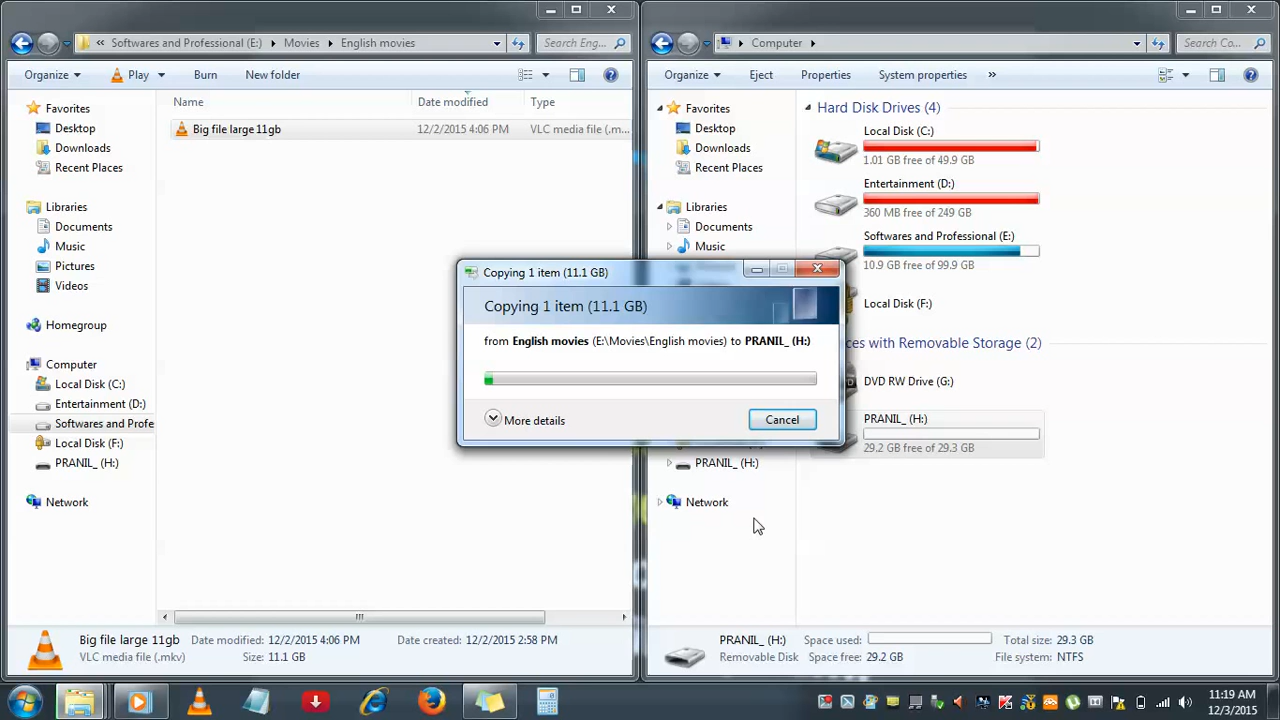 Softwares and Professional (E:) Movies English movies
Search Eng...
Organize Play Burn New folder
Favorites
Desktop
Downloads
Recent Places
Libraries
Documents
Music
Pictures
Videos
Homegroup
Computer
Local Disk (C:)
Entertainment (D:)
Softwares and Profe
Local Disk (F:)
PRANIL_ (H:)
Network
Name Date modified Type
Big file large 11gb 12/2/2015 4:06 PM VLC media file (.m...
Big file large 11gb Date modified: 12/2/2015 4:06 PM Date created: 12/2/2015 2:58 PM
VLC media file (.mkv) Size: 11.1 GB
Computer
Search Co...
Organize Eject Properties System properties »
Favorites
Desktop
Downloads
Recent Places
Libraries
Documents
Music
PRANIL_ (H:)
Network
Hard Disk Drives (4)
Local Disk (C:)
1.01 GB free of 49.9 GB
Entertainment (D:)
360 MB free of 249 GB
Softwares and Professional (E:)
10.9 GB free of 99.9 GB
Local Disk (F:)
ces with Removable Storage (2)
DVD RW Drive (G:)
PRANIL_ (H:)
29.2 GB free of 29.3 GB
PRANIL_ (H:) Space used: Total size: 29.3 GB
Removable Disk Space free: 29.2 GB File system: NTFS
Copying 1 item (11.1 GB)
Copying 1 item (11.1 GB)
from English movies (E:\Movies\English movies) to PRANIL_ (H:)
More details Cancel
11:19 AM
12/3/2015